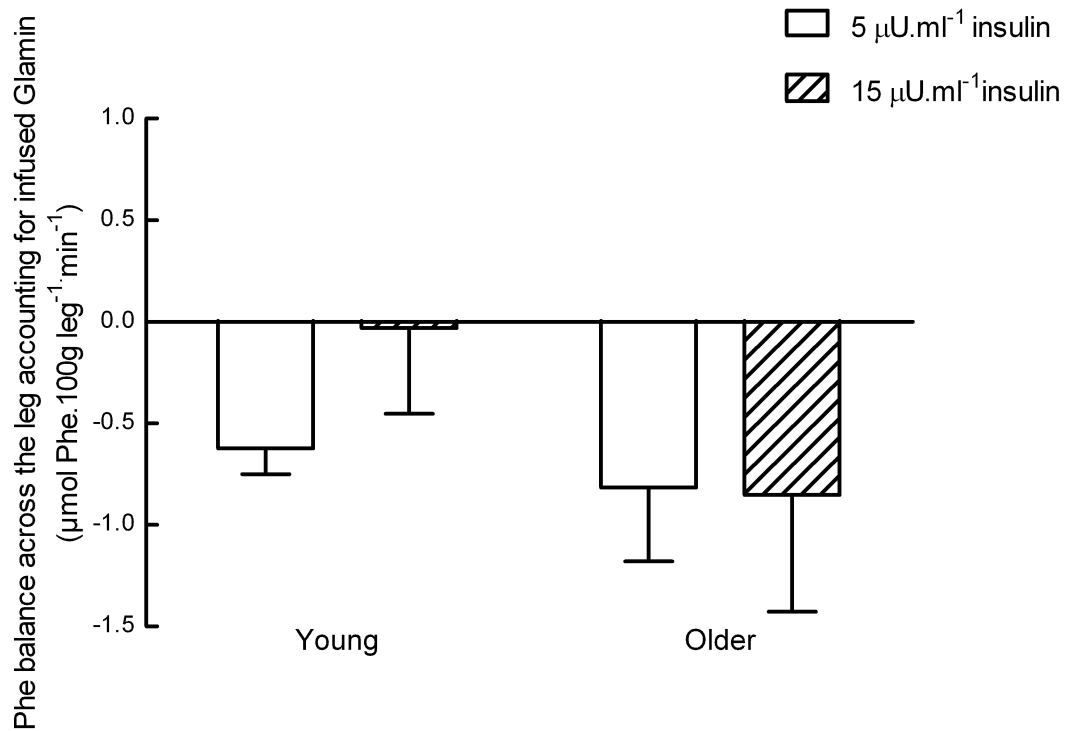 5 μU.ml⁻¹ insulin
15 μU.ml⁻¹insulin
Phe balance across the leg accounting for infused Glamin
(μmol Phe.100g leg⁻¹·min⁻¹)
1.0
0.5
0.0
-0.5
-1.0
-1.5
Young
Older